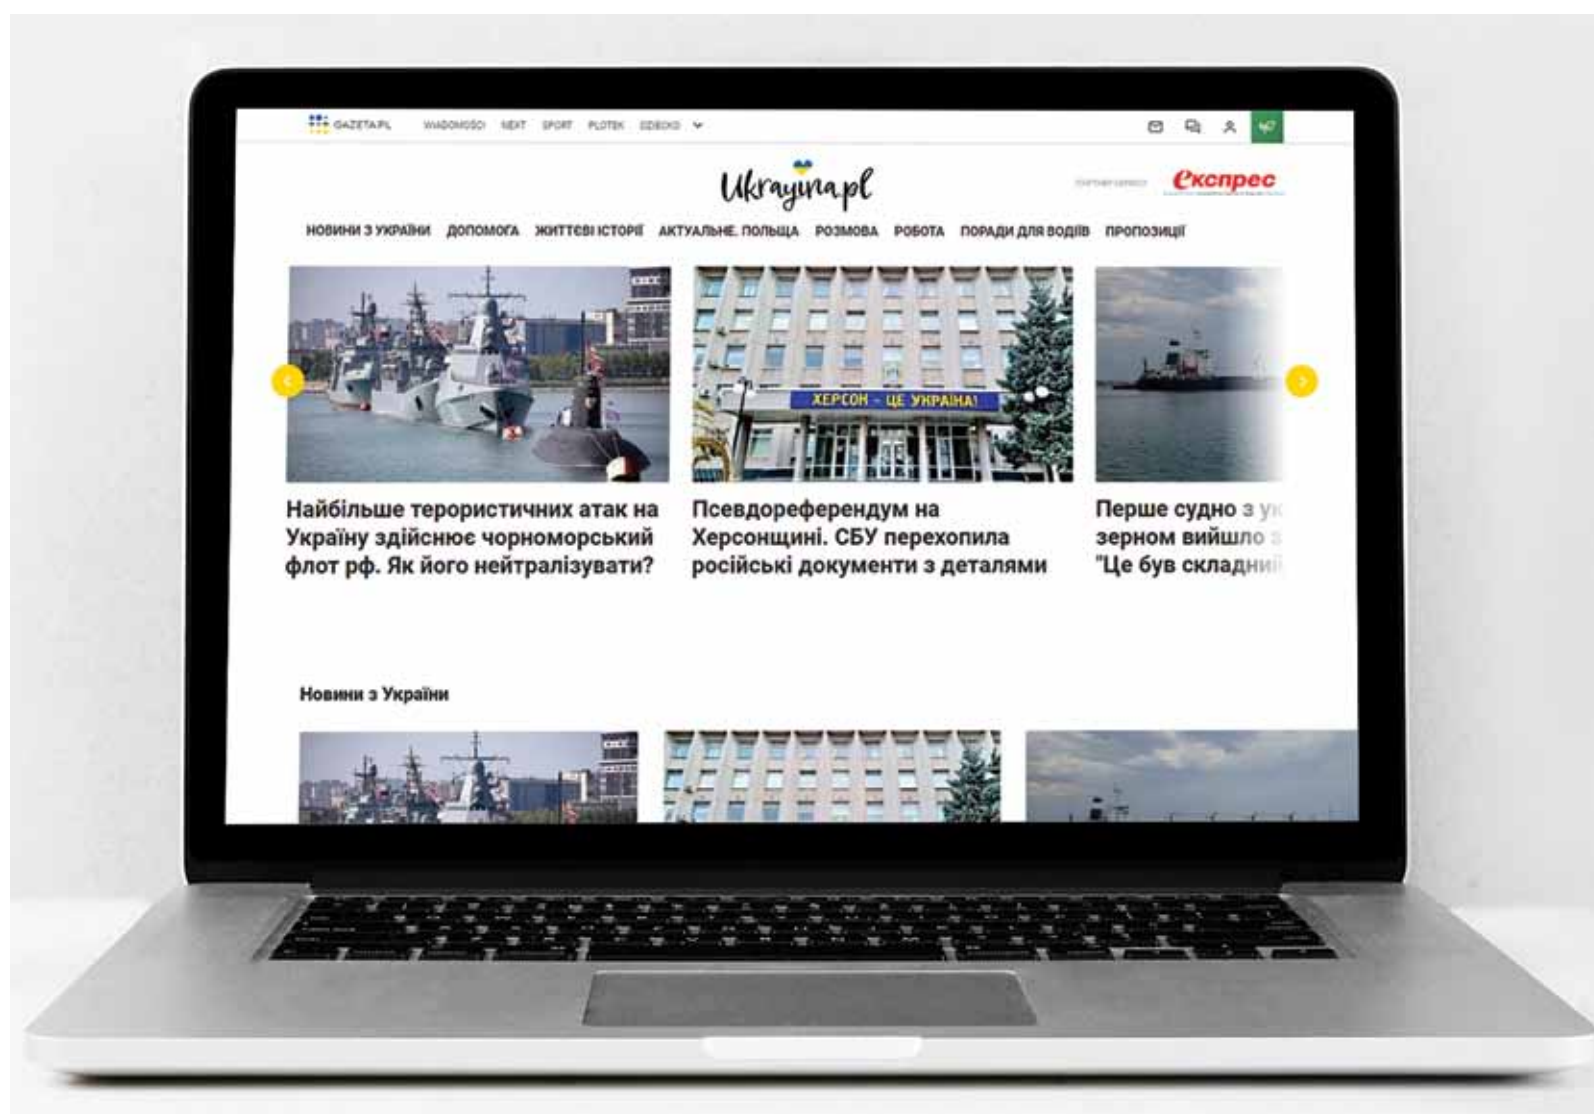 GAZETA.PL WIADOMOŚCI NEXT SPORT PLOTEK DZIECKO
Ukrayina.pl
експрес
НОВИНИ З УКРАЇНИ ДОПОМОГА ЖИТТЄВІ ІСТОРІЇ АКТУАЛЬНЕ. ПОЛЬЩА РОЗМОВА РОБОТА ПОРАДИ ДЛЯ ВОДІЇВ ПРОПОЗИЦІЇ
ХЕРСОН - ЦЕ УКРАЇНА!
Найбільше терористичних атак на
Україну здійснює чорноморський
флот рф. Як його нейтралізувати?
Псевдореферендум на
Херсонщині. СБУ перехопила
російські документи з деталями
Перше судно з
зерном вийшло
"Це був складний
Новини з України